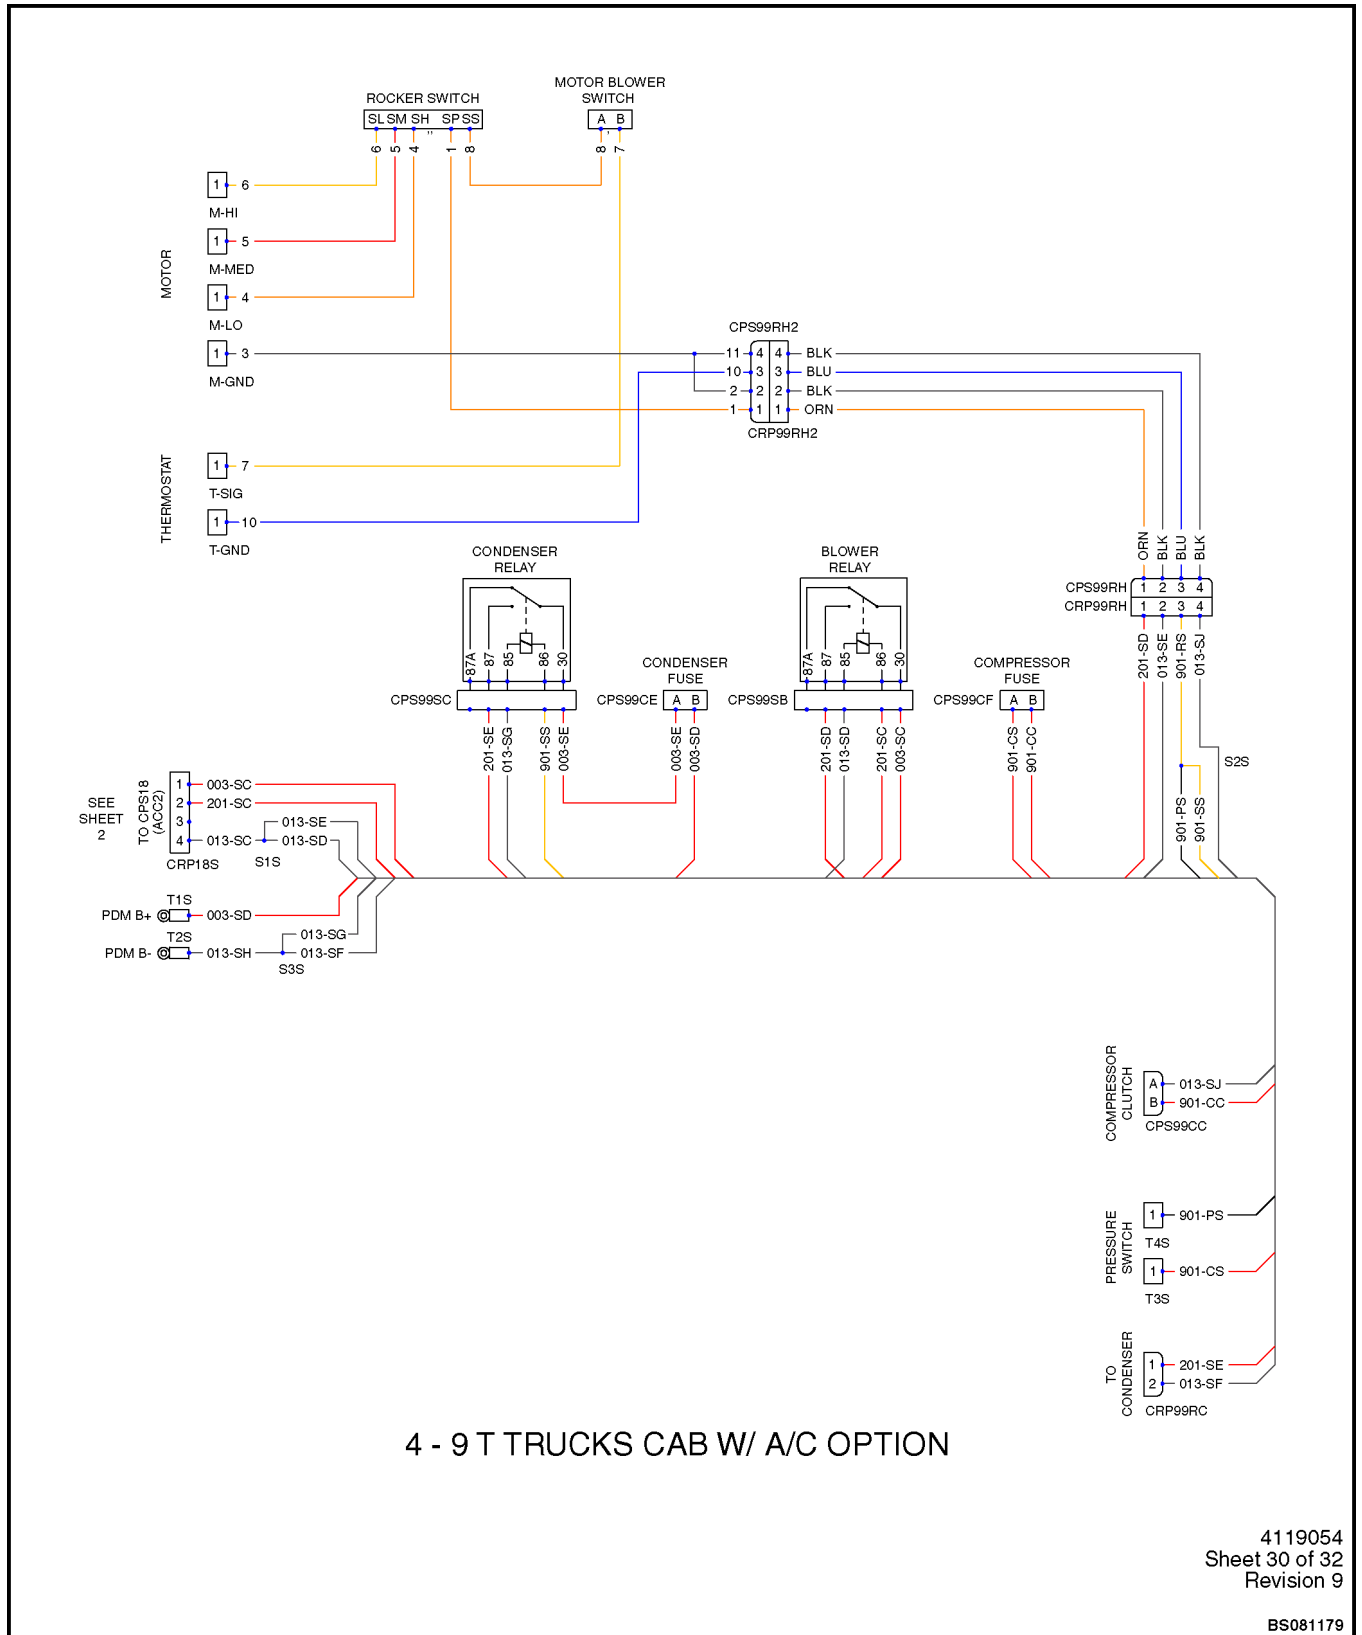 MOTOR BLOWER
SWITCH
ROCKER SWITCH
SL SM SH SP SS
A B
6 5 4 1 8
8 7
1 6
M-HI
1 5
M-MED
1 4
M-LO
1 3
M-GND
MOTOR
CPS99RH2
11 4 4 BLK
10 3 3 BLU
2 2 2 BLK
1 1 1 ORN
CRP99RH2
THERMOSTAT
1 7
T-SIG
1 10
T-GND
CONDENSER
RELAY
87A 87 85 86 30
CPS99SC
201-SE 013-SG 901-SS 003-SE
CONDENSER
FUSE
CPS99CE A B
003-SE 003-SD
BLOWER
RELAY
87A 87 85 86 30
CPS99SB
201-SD 013-SD 201-SC 003-SC
COMPRESSOR
FUSE
CPS99CF A B
901-CS 901-CC
ORN BLK BLU BLK
CPS99RH 1 2 3 4
CRP99RH 1 2 3 4
201-SD 013-SE 901-RS 013-SJ
S2S
901-PS 901-SS
SEE
SHEET
2
TO CPS18
(ACC2)
1 003-SC
2 201-SC
3
4 013-SC
013-SE
013-SD
CRP18S
S1S
T1S
PDM B+ 003-SD
T2S
PDM B- 013-SH
013-SG
013-SF
S3S
COMPRESSOR
CLUTCH
A 013-SJ
B 901-CC
CPS99CC
PRESSURE
SWITCH
1 901-PS
T4S
1 901-CS
T3S
TO
CONDENSER
1 201-SE
2 013-SF
CRP99RC
4 - 9 T TRUCKS CAB W/ A/C OPTION
4119054
Sheet 30 of 32
Revision 9
BS081179